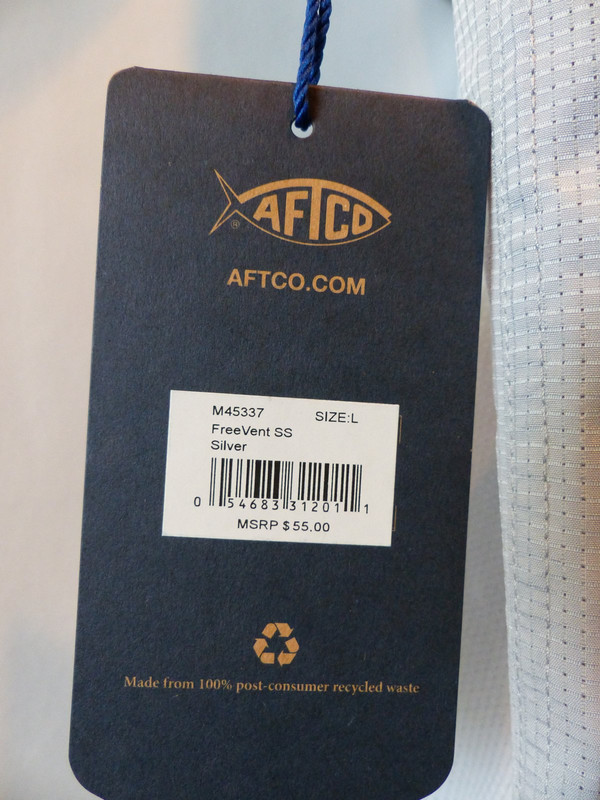 AFTCO
®
AFTCO.COM
M45337 SIZE:L
FreeVent SS
Silver
0 54683 31201 1
MSRP $55.00
Made from 100% post-consumer recycled waste